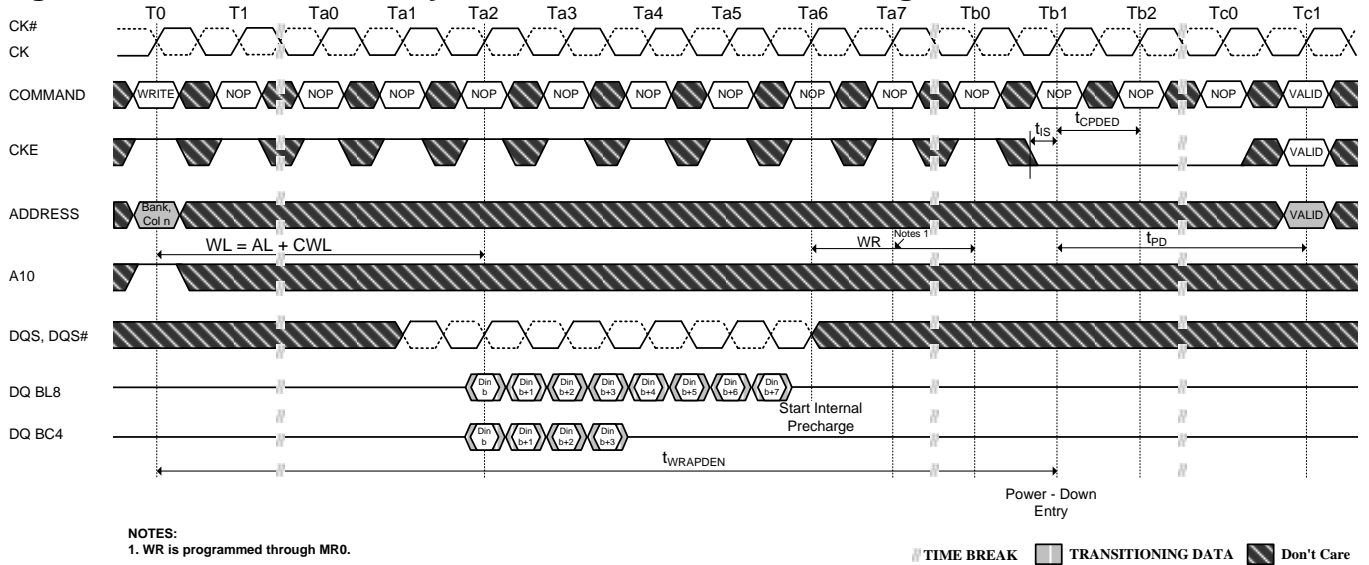 T0 T1 Ta0 Ta1 Ta2 Ta3 Ta4 Ta5 Ta6 Ta7 Tb0 Tb1 Tb2 Tc0 Tc1
CK#
CK
COMMAND WRITE NOP NOP NOP NOP NOP NOP NOP NOP NOP NOP NOP NOP NOP VALID
tIS tCPDED
CKE VALID
ADDRESS Bank, Col n VALID
WL = AL + CWL WR Notes 1 tPD
A10
DQS, DQS#
DQ BL8 Din b Din b+1 Din b+2 Din b+3 Din b+4 Din b+5 Din b+6 Din b+7
Start Internal
Precharge
DQ BC4 Din b Din b+1 Din b+2 Din b+3
tWRAPDEN
Power - Down
Entry
NOTES:
1. WR is programmed through MR0.
TIME BREAK TRANSITIONING DATA Don't Care